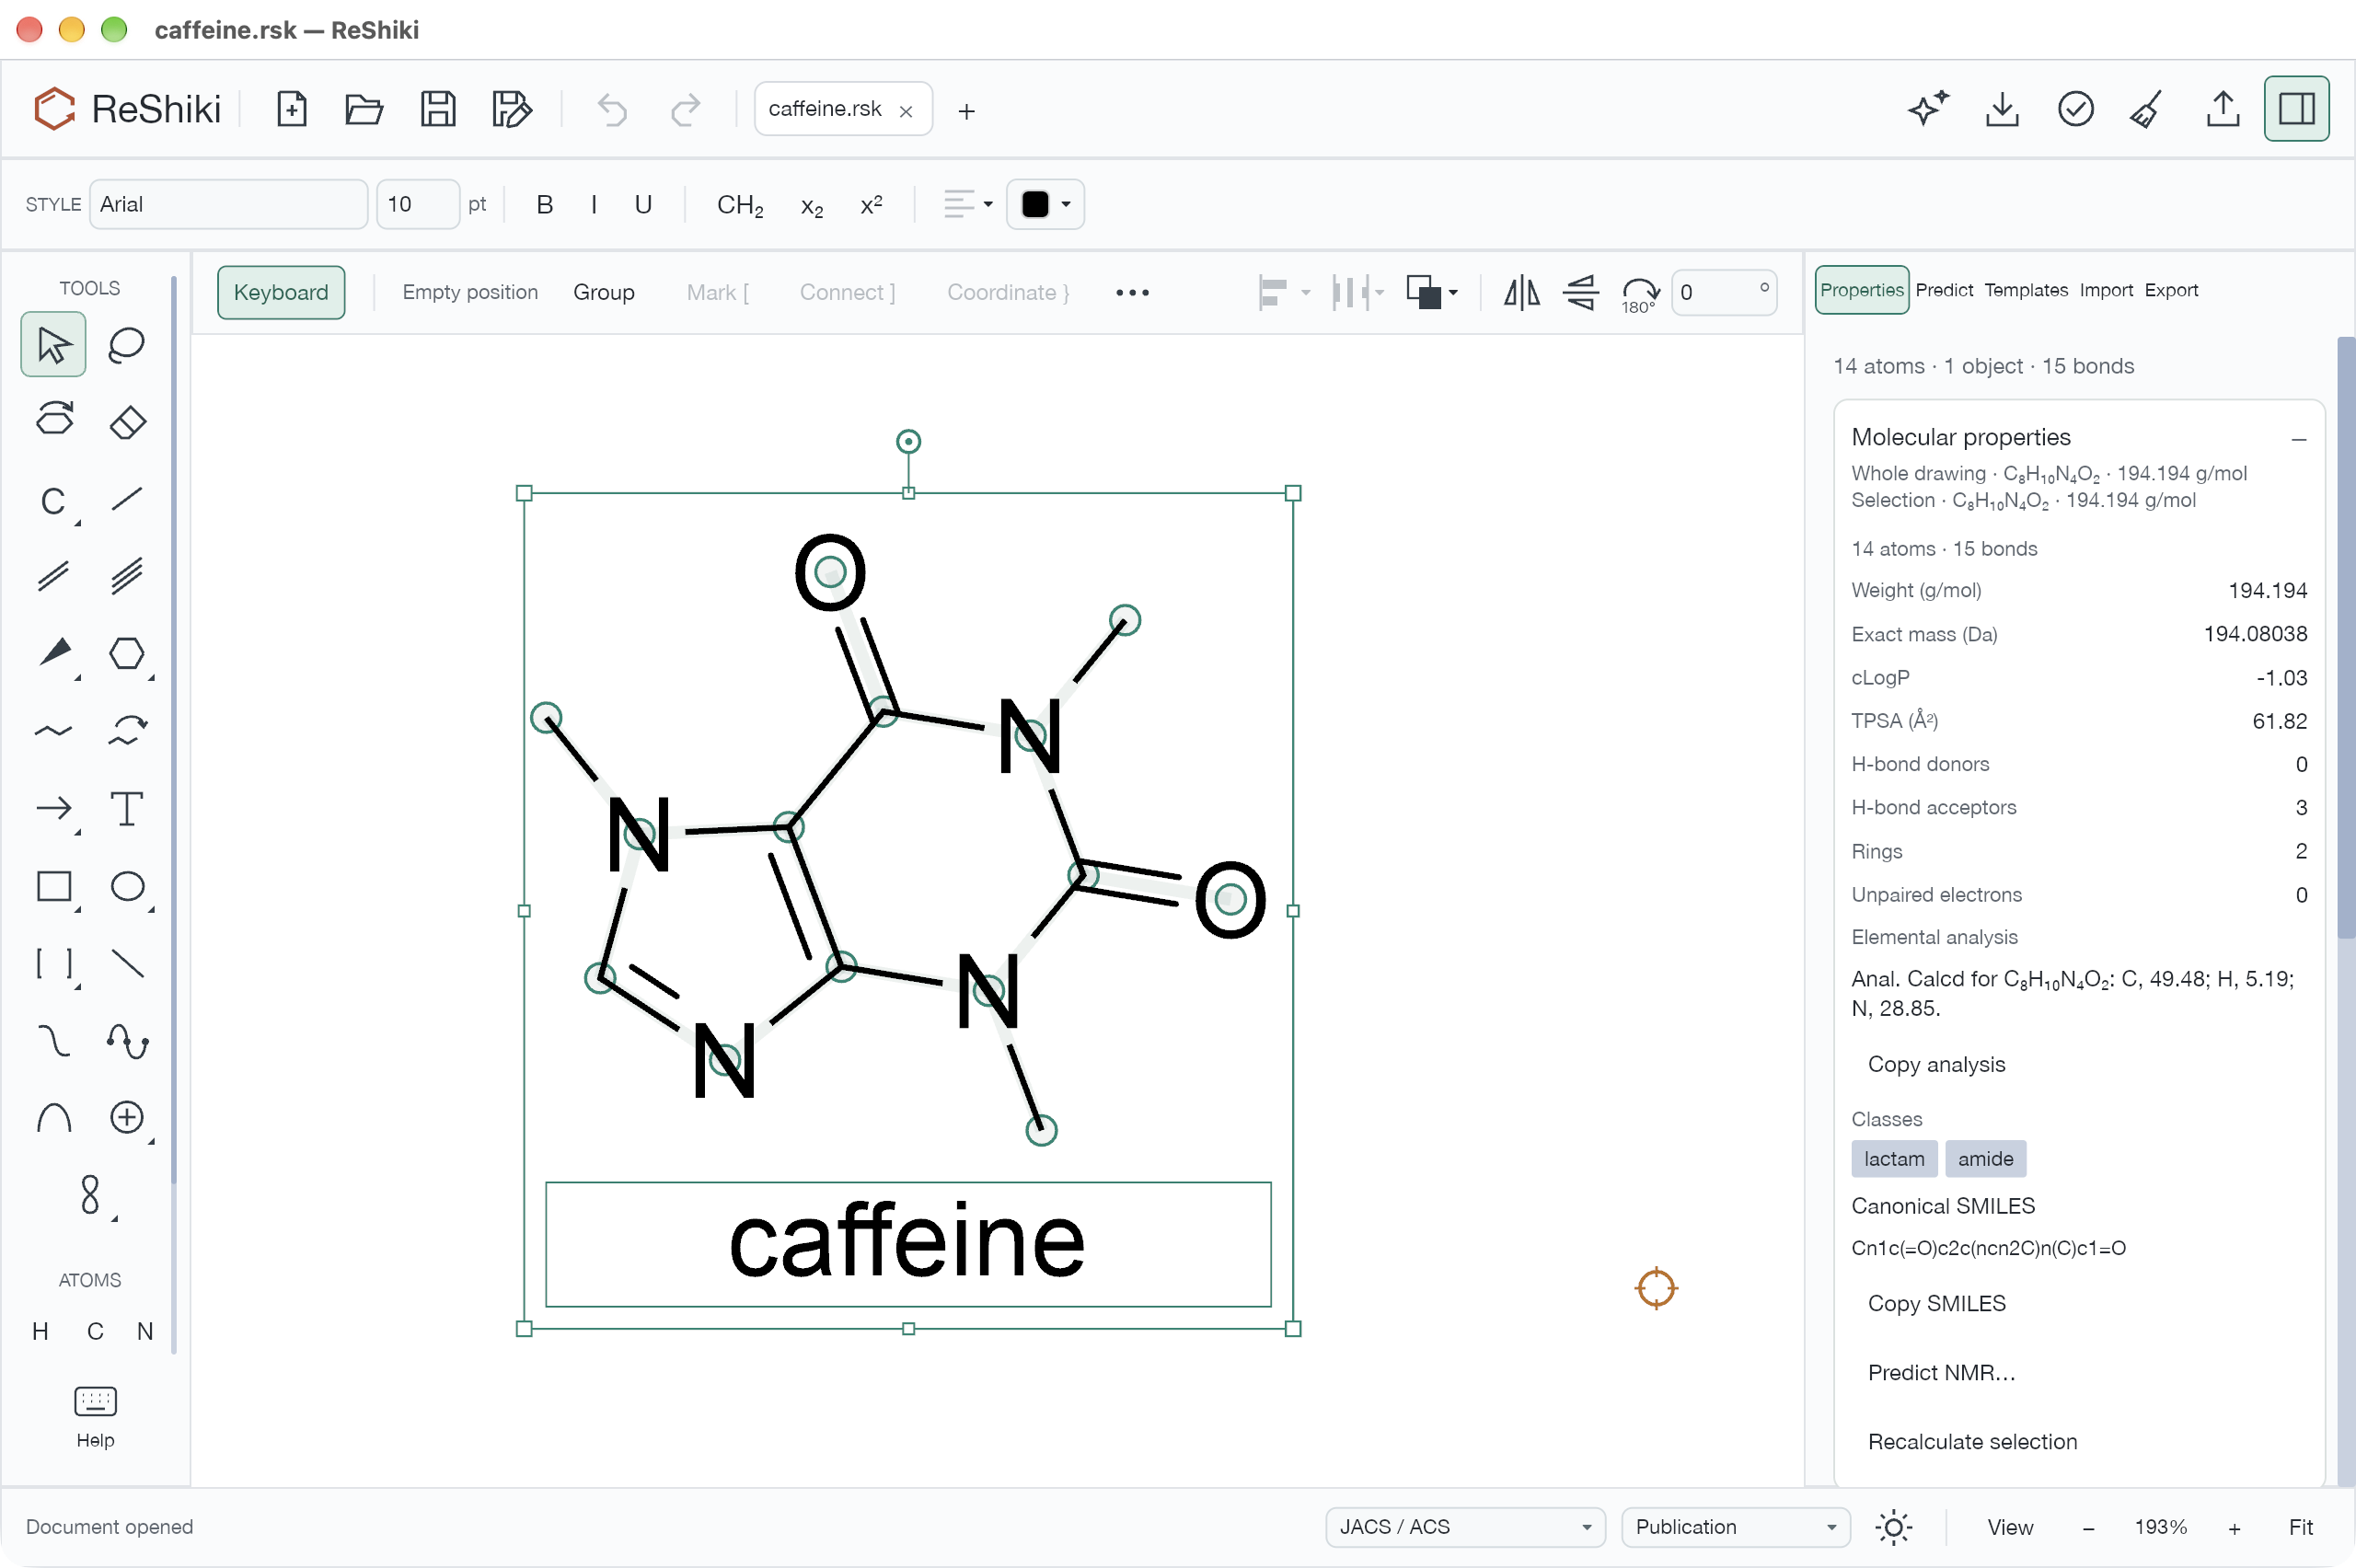 caffeine.rsk — ReShiki
ReShiki
caffeine.rsk × +
STYLE Arial 10 pt B I U CH₂ x₂ x²
TOOLS
Keyboard Empty position Group Mark [ Connect ] Coordinate } ••• 180° 0 °
Properties Predict Templates Import Export
C
T
[ ]
ATOMS
H C N
Help
O
N
N
O
N
N
caffeine
14 atoms · 1 object · 15 bonds
Molecular properties –
Whole drawing · C₈H₁₀N₄O₂ · 194.194 g/mol
Selection · C₈H₁₀N₄O₂ · 194.194 g/mol
14 atoms · 15 bonds
Weight (g/mol) 194.194
Exact mass (Da) 194.08038
cLogP -1.03
TPSA (Å²) 61.82
H-bond donors 0
H-bond acceptors 3
Rings 2
Unpaired electrons 0
Elemental analysis
Anal. Calcd for C₈H₁₀N₄O₂: C, 49.48; H, 5.19;
N, 28.85.
Copy analysis
Classes
lactam amide
Canonical SMILES
Cn1c(=O)c2c(ncn2C)n(C)c1=O
Copy SMILES
Predict NMR...
Recalculate selection
Document opened JACS / ACS Publication View – 193% + Fit